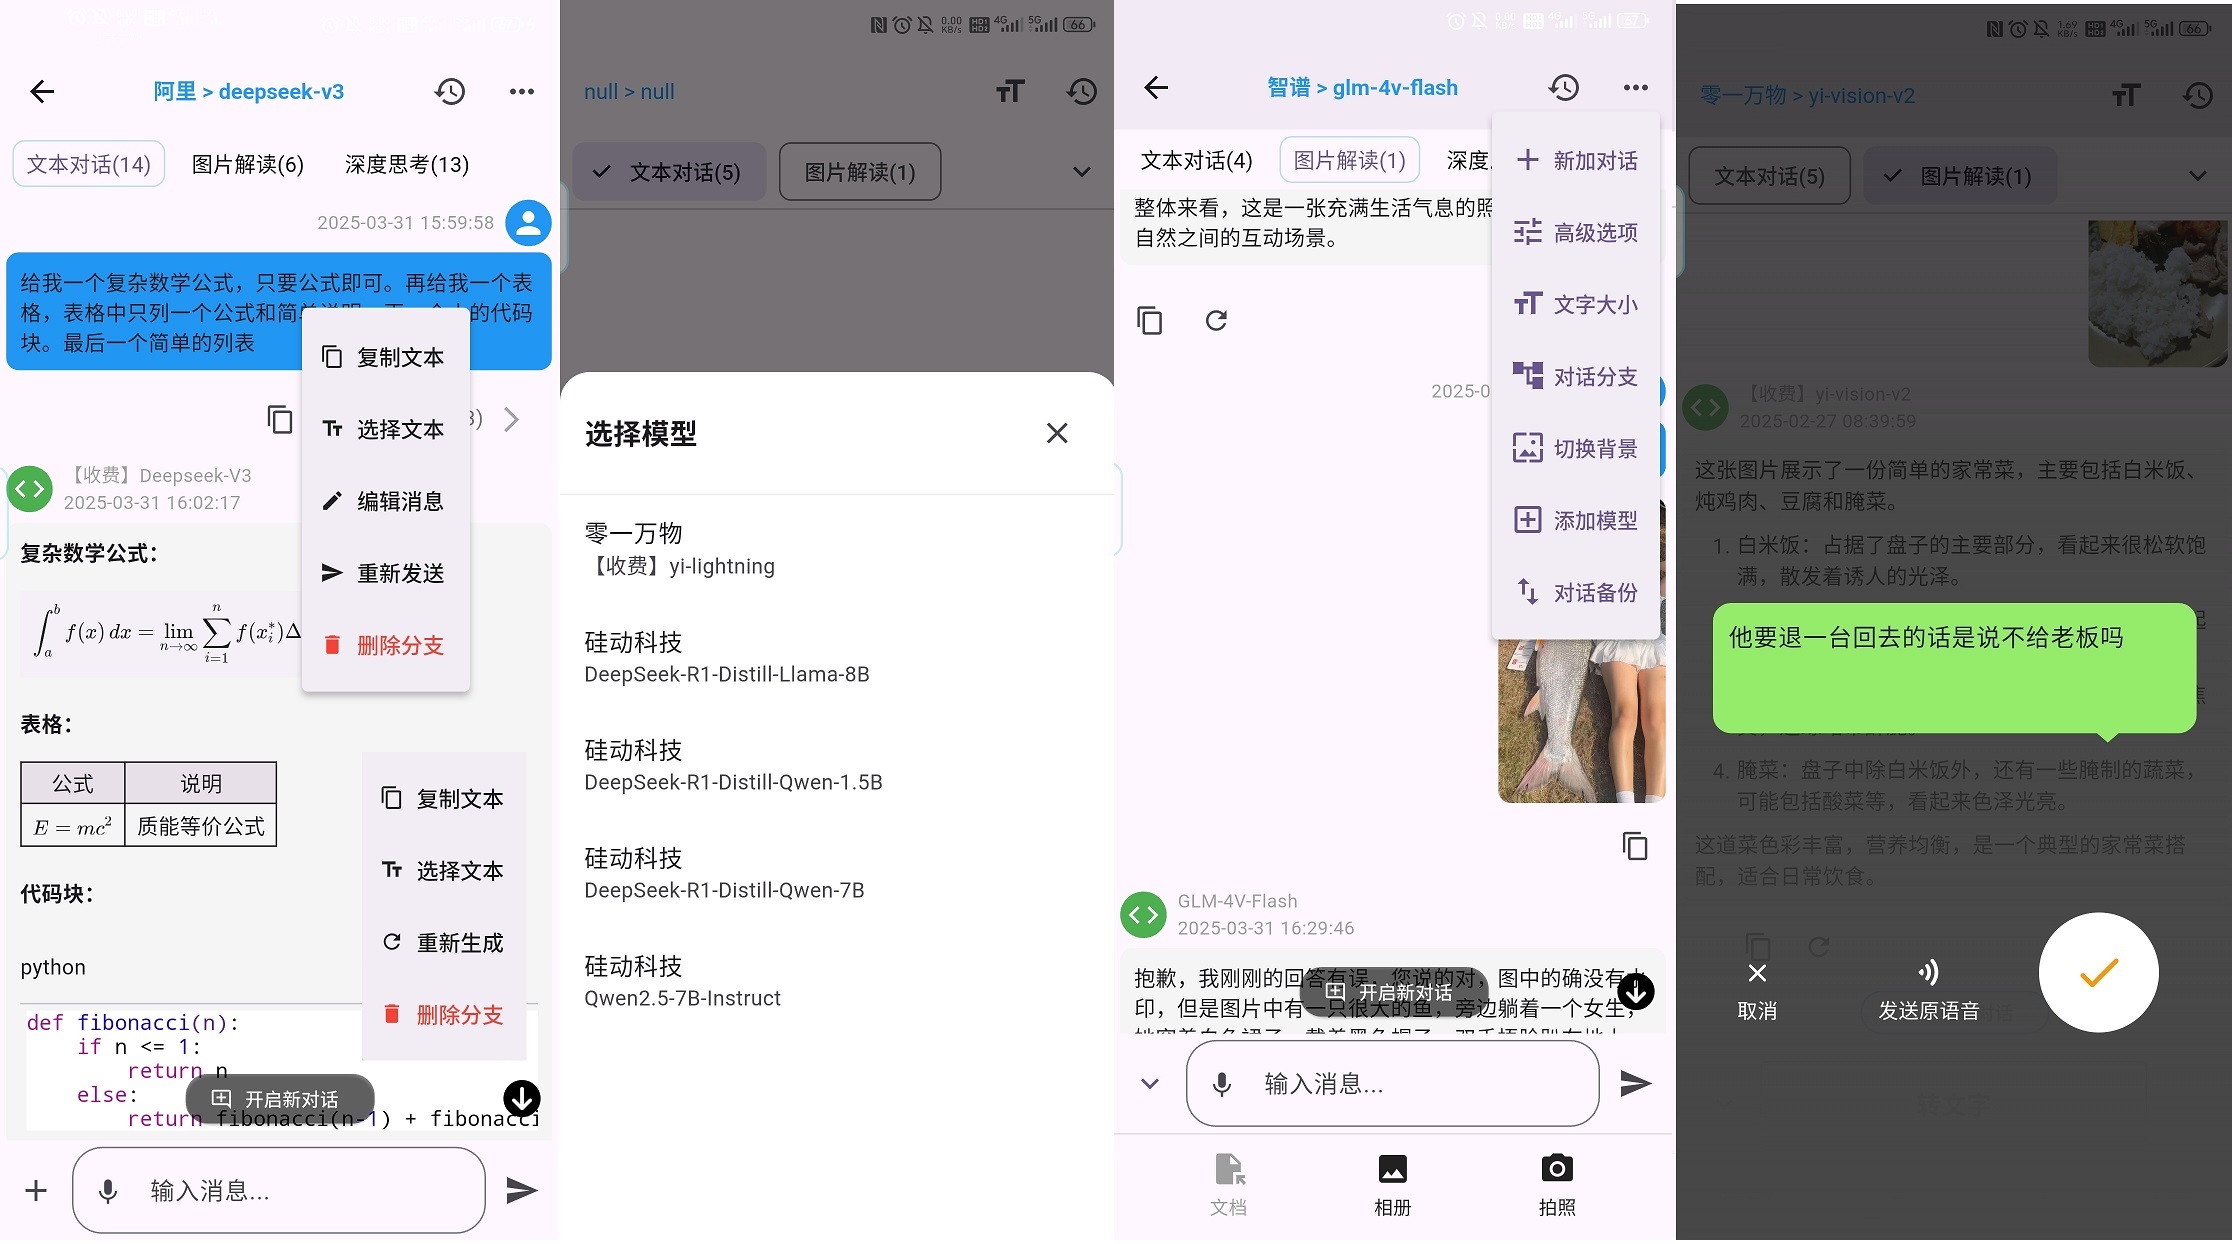 阿里 > deepseek-v3
文本对话(14)
图片解读(6)
深度思考(13)
2025-03-31 15:59:58
给我一个复杂数学公式，只要公式即可。再给我一个表
格，表格中只列一个公式和简单说明
的代码
块。最后一个简单的列表
复制文本
选择文本
编辑消息
重新发送
删除分支
3)
【收费】Deepseek-V3
2025-03-31 16:02:17
复杂数学公式：
∫_a^b f(x) dx = lim_{n→∞} ∑_{i=1}^n f(x_i^*)Δ
表格：
公式 说明
E = mc² 质能等价公式
代码块：
复制文本
选择文本
重新生成
删除分支
python
def fibonacci(n):
if n <= 1:
return n
else:
return fibonacci(n-1) + fibonacci
开启新对话
输入消息...
0.00 KB/s 4G 5G 66
null > null
文本对话(5)
图片解读(1)
选择模型
零一万物
【收费】yi-lightning
硅动科技
DeepSeek-R1-Distill-Llama-8B
硅动科技
DeepSeek-R1-Distill-Qwen-1.5B
硅动科技
DeepSeek-R1-Distill-Qwen-7B
硅动科技
Qwen2.5-7B-Instruct
0.00 KB/s 4G 5G 67
智谱 > glm-4v-flash
文本对话(4)
图片解读(1)
深度
整体来看，这是一张充满生活气息的照
自然之间的互动场景。
新加对话
高级选项
文字大小
对话分支
切换背景
添加模型
对话备份
2025-0
GLM-4V-Flash
2025-03-31 16:29:46
抱歉，我刚刚的回答有误，您说的对，图中的确没有水
印，但是图片中有一只很大的鱼，旁边躺着一个女生，
开启新对话
输入消息...
文档
相册
拍照
1.69 KB/s 4G 5G 66
零一万物 > yi-vision-v2
文本对话(5)
图片解读(1)
【收费】yi-vision-v2
2025-02-27 08:39:59
这张图片展示了一份简单的家常菜，主要包括白米饭、
炖鸡肉、豆腐和腌菜。
1. 白米饭：占据了盘子的主要部分，看起来很松软饱
满，散发着诱人的光泽。
他要退一台回去的话是说不给老板吗
4. 腌菜：盘子中除白米饭外，还有一些腌制的蔬菜，
可能包括酸菜等，看起来色泽光亮。
这道菜色彩丰富，营养均衡，是一个典型的家常菜搭
配，适合日常饮食。
取消
发送原语音
转文字